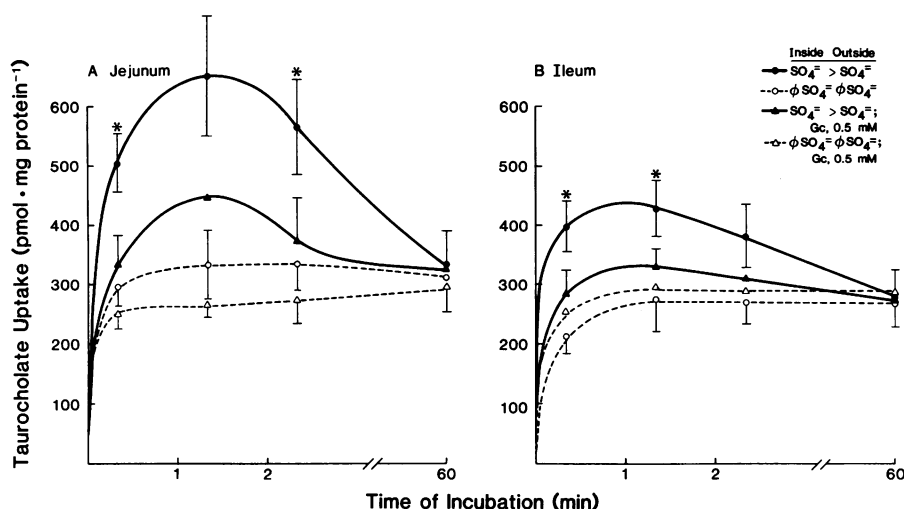 Taurocholate Uptake (pmol · mg protein⁻¹)
A Jejunum
600
500
400
300
200
100
*
*
1
2
60
B Ileum
600
500
400
300
200
100
*
*
1
2
60
Inside Outside
SO₄⁼ > SO₄⁼
ϕSO₄⁼ ϕSO₄⁼
SO₄⁼ > SO₄⁼;
Gc, 0.5 mM
ϕSO₄⁼ ϕSO₄⁼;
Gc, 0.5 mM
Time of Incubation (min)